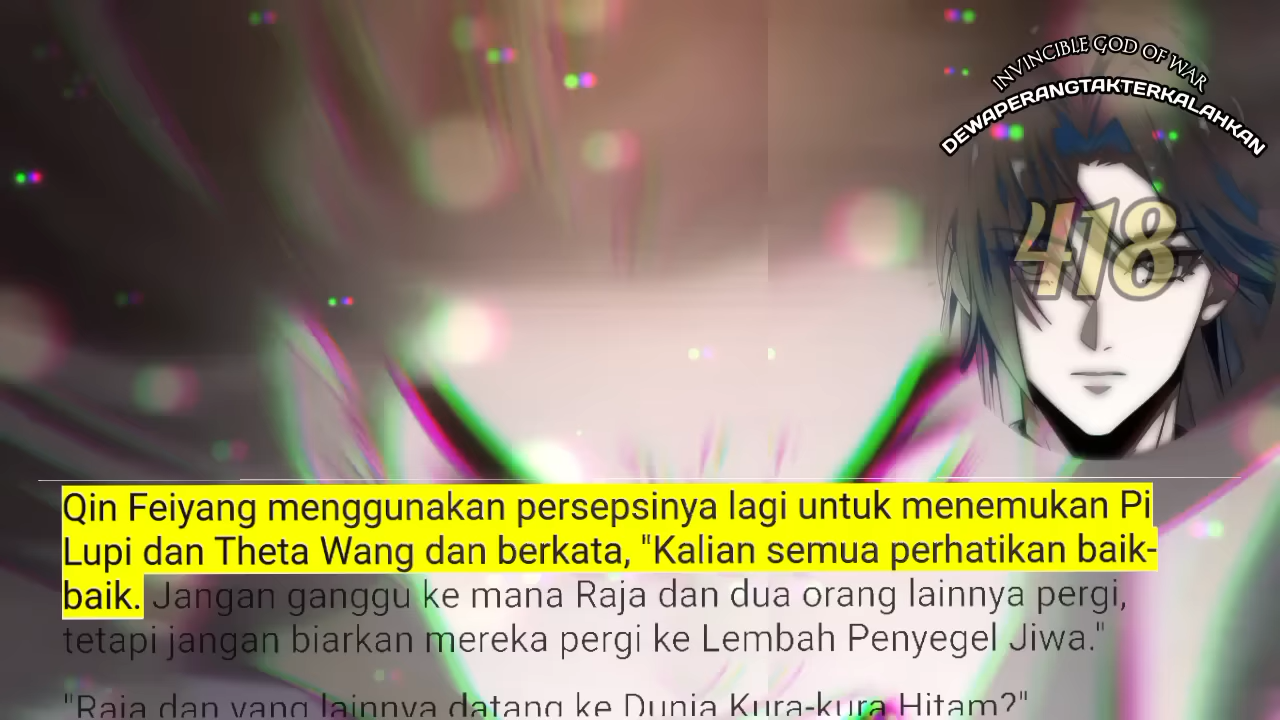 INVINCIBLE GOD OF WAR
DEWAPERANGTAKTERKALAHKAN
418
Qin Feiyang menggunakan persepsinya lagi untuk menemukan Pi
Lupi dan Theta Wang dan berkata, "Kalian semua perhatikan baik-
baik. Jangan ganggu ke mana Raja dan dua orang lainnya pergi,
tetapi jangan biarkan mereka pergi ke Lembah Penyegel Jiwa."
"Raja dan yang lainnya datang ke Dunia Kura-kura Hitam?"